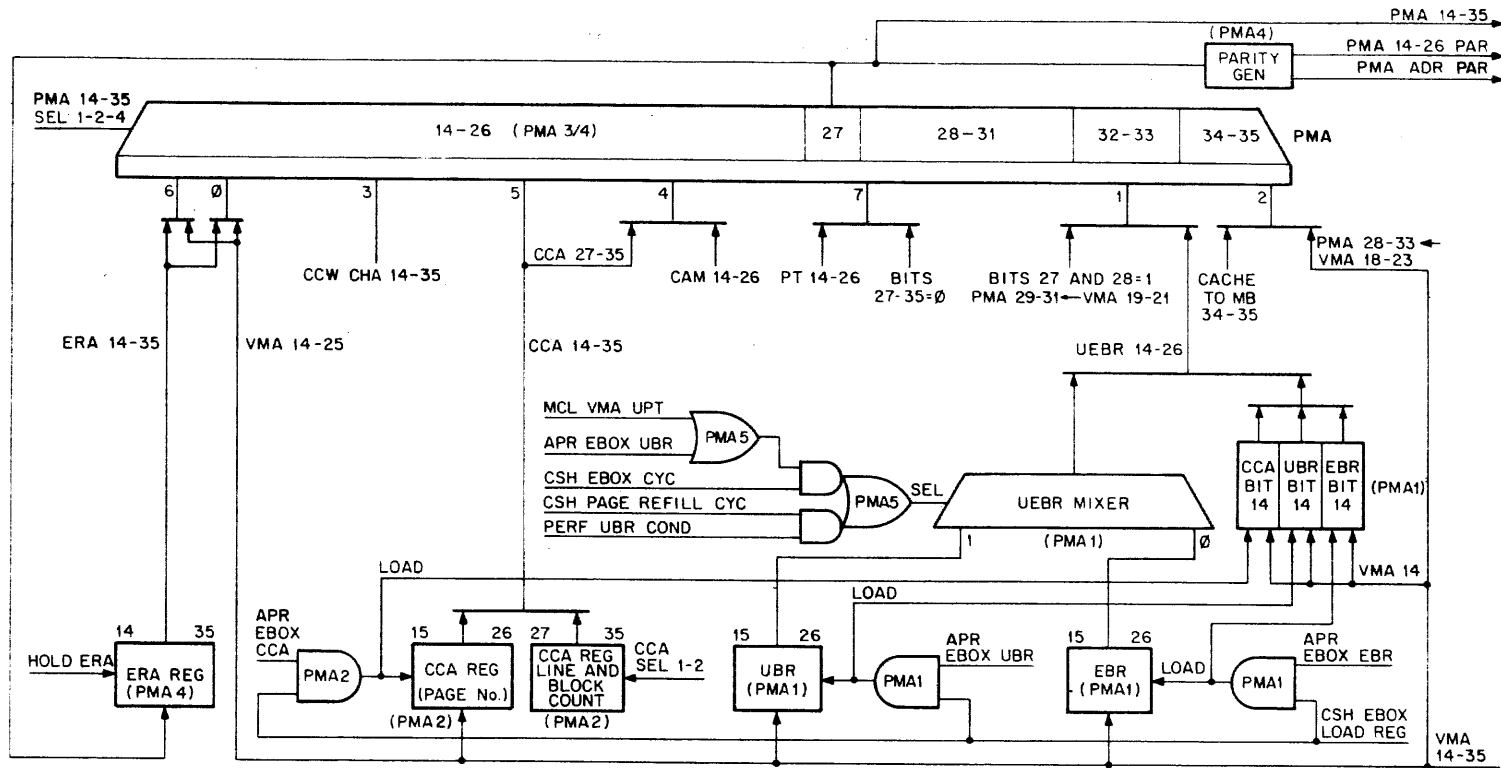 PMA 14-35
(PMA4)
PARITY
GEN
PMA 14-26 PAR
PMA ADR PAR
PMA 14-35
SEL 1-2-4
14-26 (PMA 3/4)
27
28-31
32-33
34-35
PMA
6
Ø
3
5
4
7
1
2
CCW CHA 14-35
CCA 27-35
CAM 14-26
PT 14-26
BITS
27-35=Ø
BITS 27 AND 28=1
PMA 29-31←VMA 19-21
CACHE
TO MB
34-35
PMA 28-33
VMA 18-23
ERA 14-35
VMA 14-25
CCA 14-35
UEBR 14-26
MCL VMA UPT
APR EBOX UBR
PMA5
CSH EBOX CYC
CSH PAGE REFILL CYC
PERF UBR COND
PMA5
SEL
UEBR MIXER
(PMA1)
1
Ø
CCA
BIT
14
UBR
BIT
14
EBR
BIT
14
(PMA1)
VMA 14
LOAD
LOAD
LOAD
HOLD ERA
14
35
ERA REG
(PMA4)
APR
EBOX
CCA
PMA2
15
26
CCA REG
(PAGE No.)
(PMA2)
27
35
CCA REG
LINE AND
BLOCK
COUNT
(PMA2)
CCA
SEL 1-2
15
26
UBR
(PMA1)
PMA1
APR
EBOX UBR
15
26
EBR
(PMA1)
PMA1
APR
EBOX EBR
CSH EBOX
LOAD REG
VMA
14-35